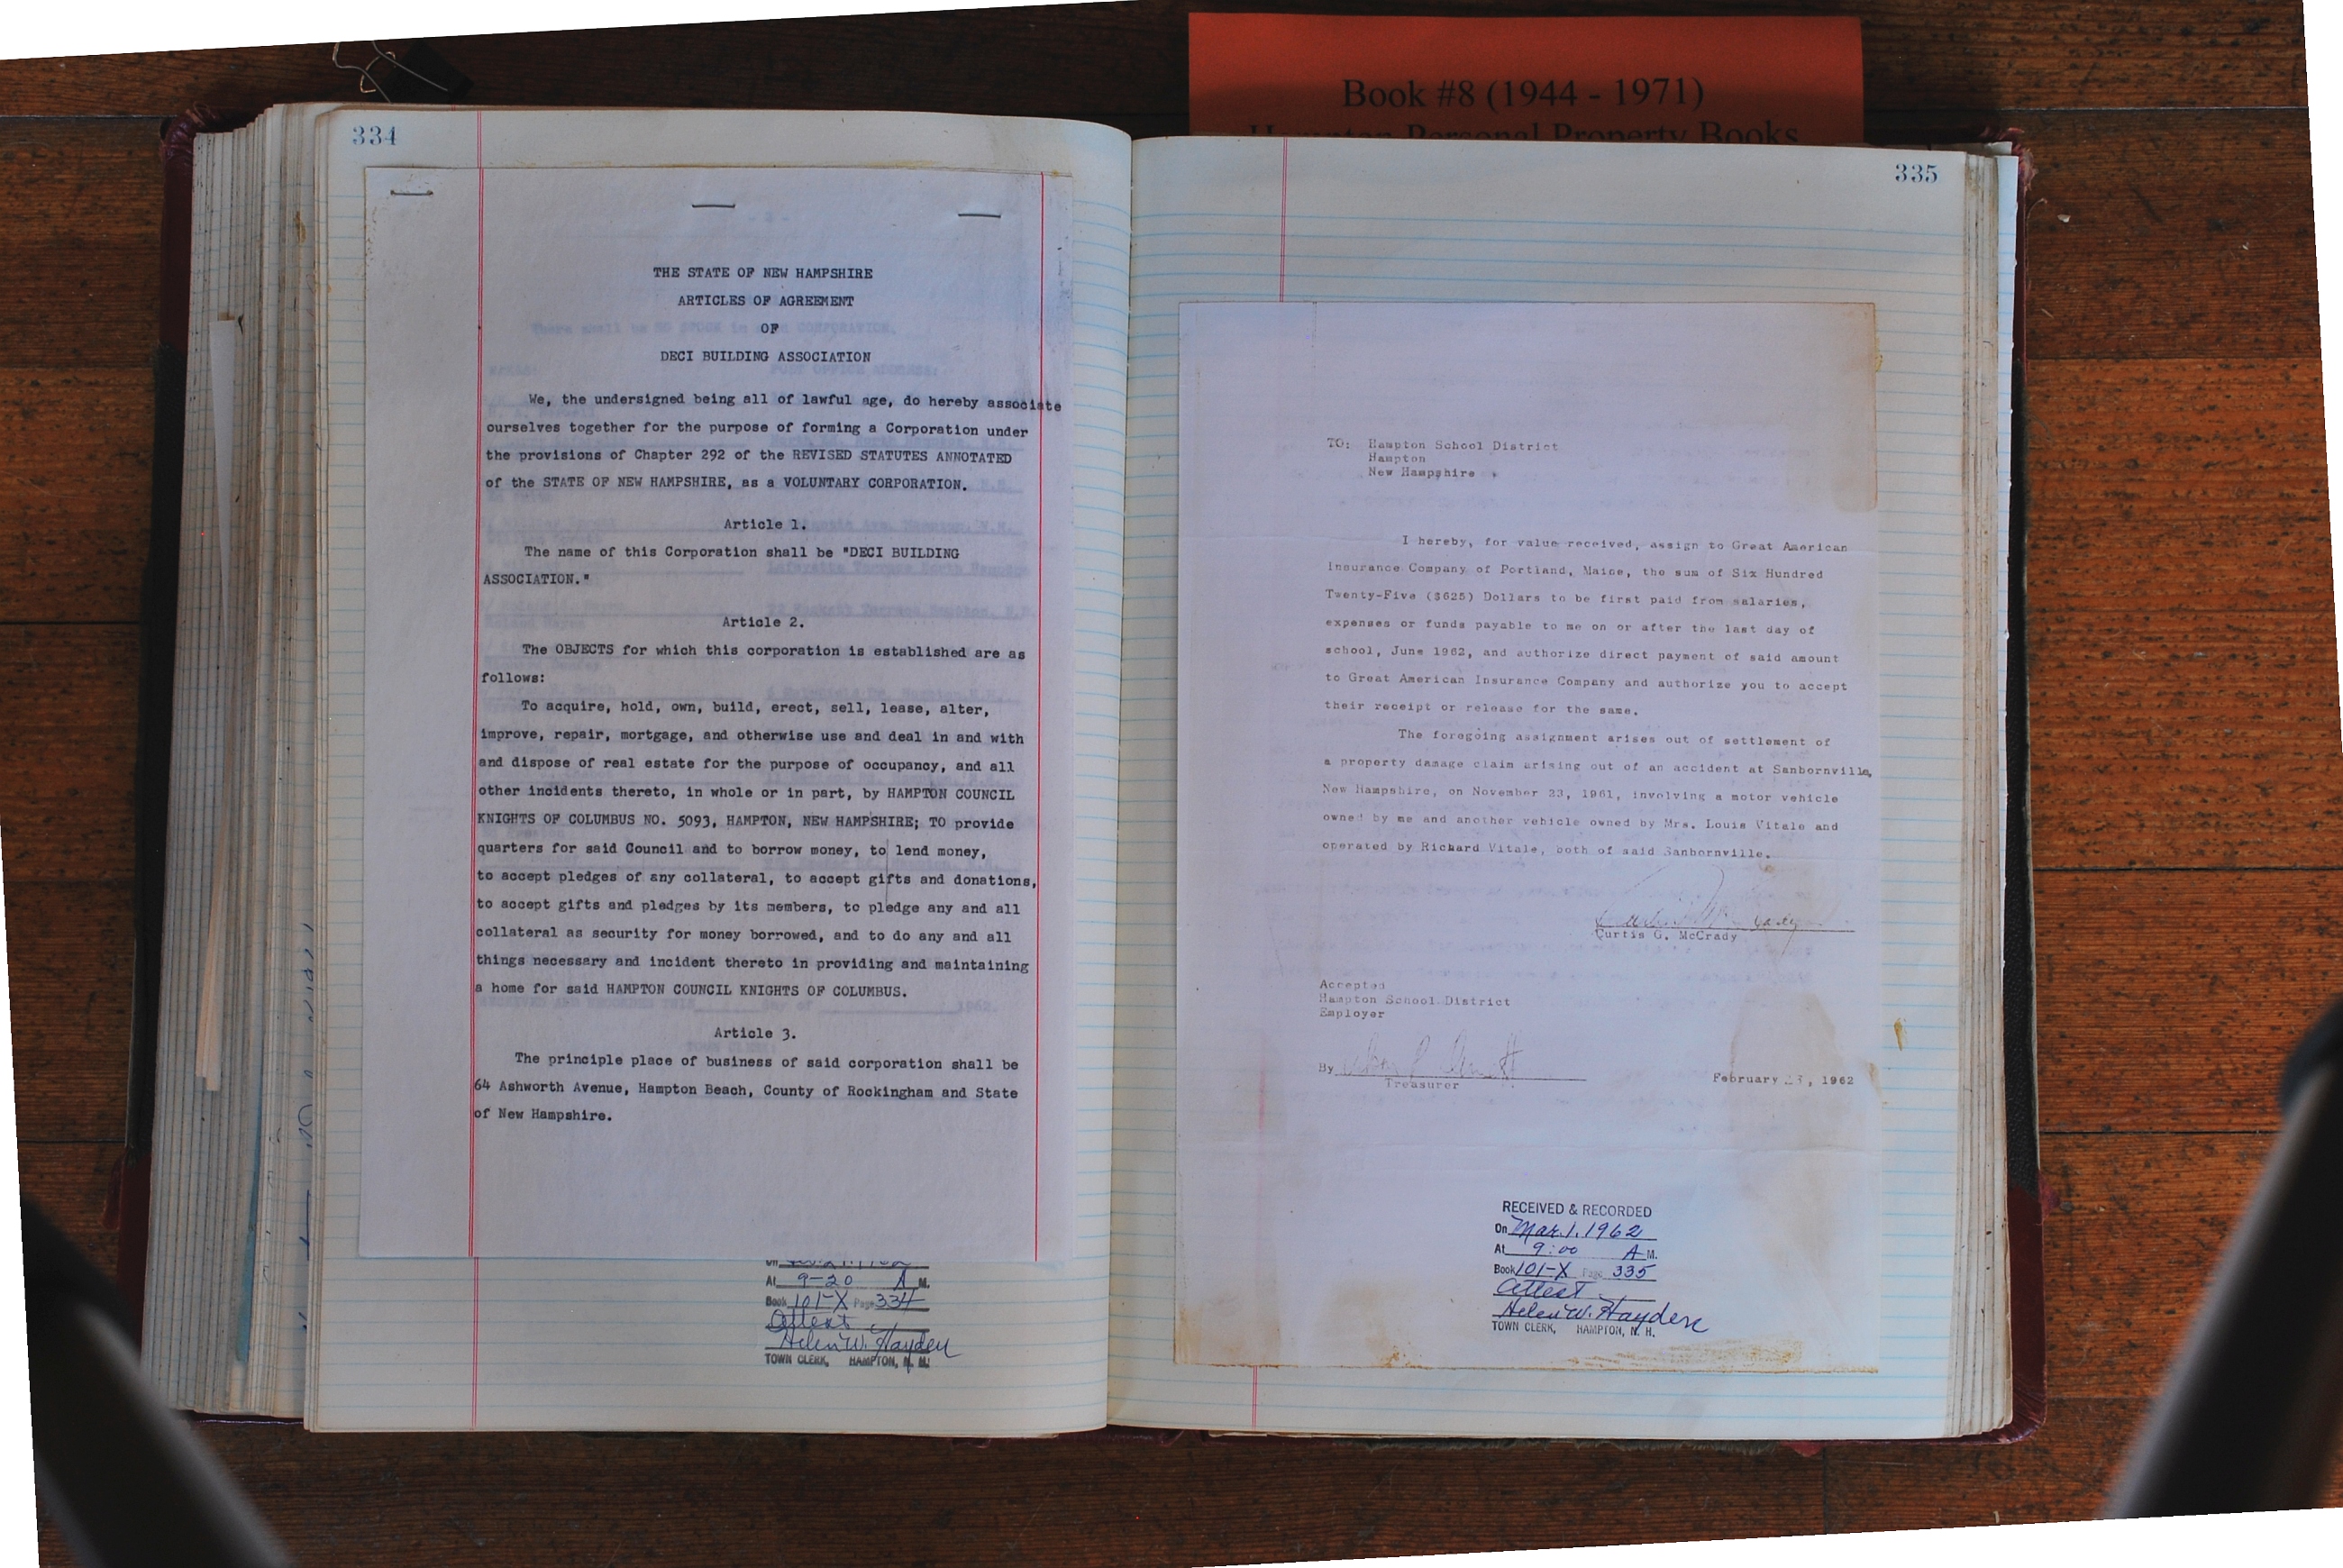 Book #8 (1944 - 1971)
Hampton Personal Property Books
334
THE STATE OF NEW HAMPSHIRE
ARTICLES OF AGREEMENT
OF
DECI BUILDING ASSOCIATION
We, the undersigned being all of lawful age, do hereby associate
ourselves together for the purpose of forming a Corporation under
the provisions of Chapter 292 of the REVISED STATUTES ANNOTATED
of the STATE OF NEW HAMPSHIRE, as a VOLUNTARY CORPORATION.
Article 1.
The name of this Corporation shall be "DECI BUILDING
ASSOCIATION."
Article 2.
The OBJECTS for which this corporation is established are as
follows:
To acquire, hold, own, build, erect, sell, lease, alter,
improve, repair, mortgage, and otherwise use and deal in and with
and dispose of real estate for the purpose of occupancy, and all
other incidents thereto, in whole or in part, by HAMPTON COUNCIL
KNIGHTS OF COLUMBUS NO. 5093, HAMPTON, NEW HAMPSHIRE; TO provide
quarters for said Council and to borrow money, to lend money,
to accept pledges of any collateral, to accept gifts and donations,
to accept gifts and pledges by its members, to pledge any and all
collateral as security for money borrowed, and to do any and all
things necessary and incident thereto in providing and maintaining
a home for said HAMPTON COUNCIL KNIGHTS OF COLUMBUS.
Article 3.
The principle place of business of said corporation shall be
64 Ashworth Avenue, Hampton Beach, County of Rockingham and State
of New Hampshire.
At 9-20 A M.
Book 101-X Page 334
Attest
Helen W. Hayden
TOWN CLERK, HAMPTON, N. H.
335
TO: Hampton School District
Hampton
New Hampshire
I hereby, for value received, assign to Great American
Insurance Company of Portland, Maine, the sum of Six Hundred
Twenty-Five ($625) Dollars to be first paid from salaries,
expenses or funds payable to me on or after the last day of
school, June 1962, and authorize direct payment of said amount
to Great American Insurance Company and authorize you to accept
their receipt or release for the same.
The foregoing assignment arises out of settlement of
a property damage claim arising out of an accident at Sanbornville,
New Hampshire, on November 23, 1961, involving a motor vehicle
owned by me and another vehicle owned by Mrs. Louis Vitale and
operated by Richard Vitale, both of said Sanbornville.
Curtis G. McCrady
Accepted
Hampton School District
Employer
By
Treasurer
February 23, 1962
RECEIVED & RECORDED
On Mar. 1. 1962
At 9:00 A M.
Book 101-X Page 335
Attest
Helen W. Hayden
TOWN CLERK, HAMPTON, N. H.